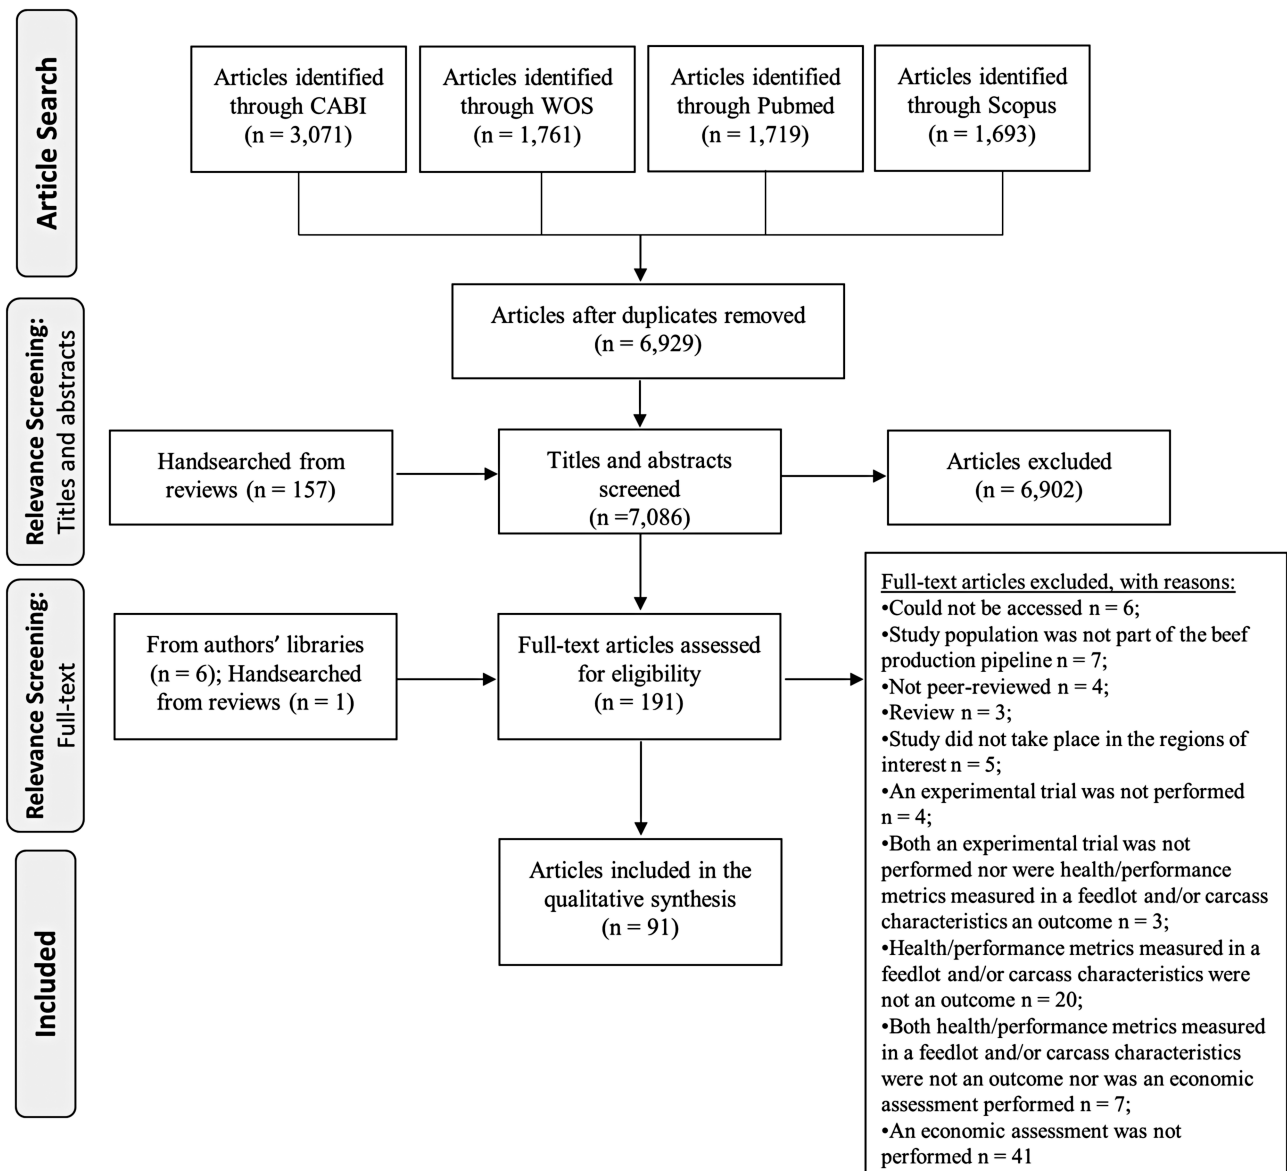 Article Search
Articles identified
through CABI
(n = 3,071)
Articles identified
through WOS
(n = 1,761)
Articles identified
through Pubmed
(n = 1,719)
Articles identified
through Scopus
(n = 1,693)
Relevance Screening:
Titles and abstracts
Articles after duplicates removed
(n = 6,929)
Handsearched from
reviews (n = 157)
Titles and abstracts
screened
(n =7,086)
Articles excluded
(n = 6,902)
Relevance Screening:
Full-text
From authors’ libraries
(n = 6); Handsearched
from reviews (n = 1)
Full-text articles assessed
for eligibility
(n = 191)
Full-text articles excluded, with reasons:
•Could not be accessed n = 6;
•Study population was not part of the beef
production pipeline n = 7;
•Not peer-reviewed n = 4;
•Review n = 3;
•Study did not take place in the regions of
interest n = 5;
•An experimental trial was not performed
n = 4;
•Both an experimental trial was not
performed nor were health/performance
metrics measured in a feedlot and/or carcass
characteristics an outcome n = 3;
•Health/performance metrics measured in a
feedlot and/or carcass characteristics were
not an outcome n = 20;
•Both health/performance metrics measured
in a feedlot and/or carcass characteristics
were not an outcome nor was an economic
assessment performed n = 7;
•An economic assessment was not
performed n = 41
Included
Articles included in the
qualitative synthesis
(n = 91)